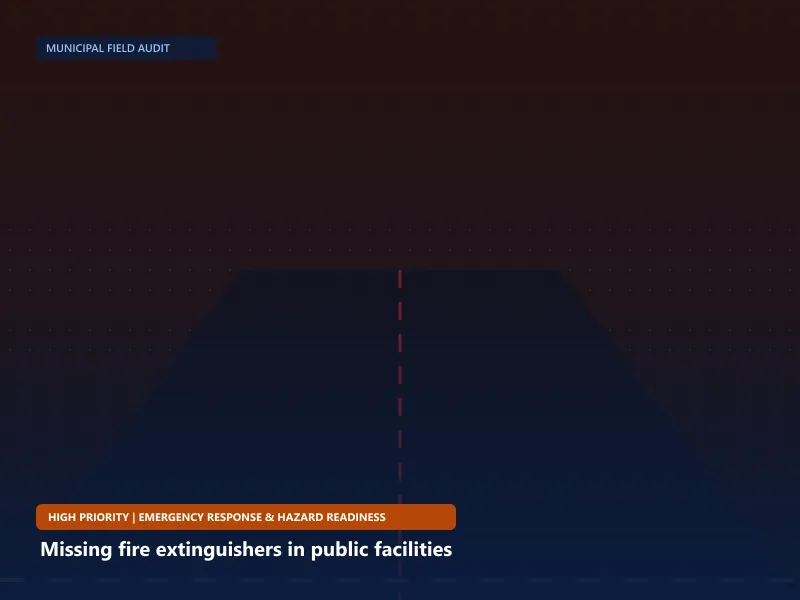 MUNICIPAL FIELD AUDIT
HIGH PRIORITY | EMERGENCY RESPONSE & HAZARD READINESS
Missing fire extinguishers in public facilities